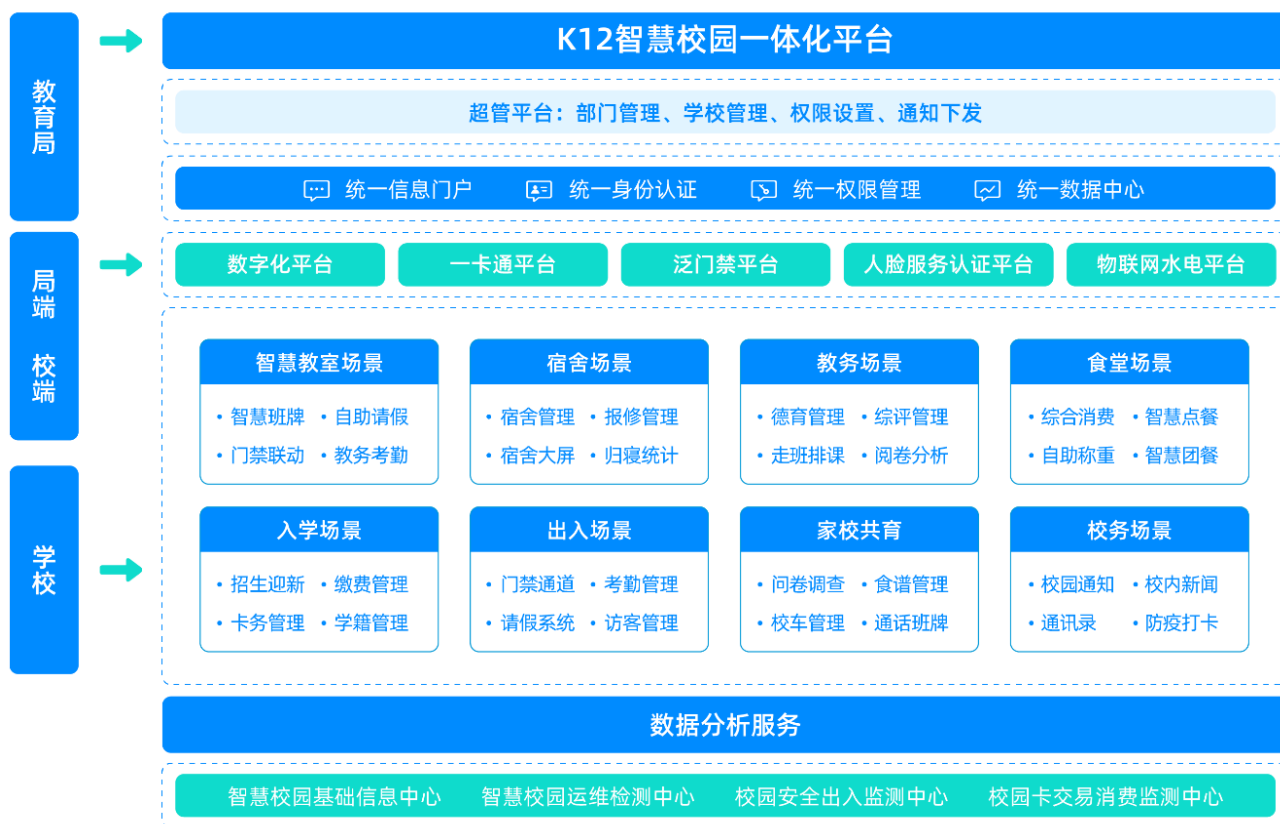 教育局
K12智慧校园一体化平台
超管平台：部门管理、学校管理、权限设置、通知下发
统一信息门户 统一身份认证 统一权限管理 统一数据中心
局端 校端
数字化平台 一卡通平台 泛门禁平台 人脸服务认证平台 物联网水电平台
智慧教室场景
• 智慧班牌 • 自助请假
• 门禁联动 • 教务考勤
宿舍场景
• 宿舍管理 • 报修管理
• 宿舍大屏 • 归寝统计
教务场景
• 德育管理 • 综评管理
• 走班排课 • 阅卷分析
食堂场景
• 综合消费 • 智慧点餐
• 自助称重 • 智慧团餐
学校
入学场景
• 招生迎新 • 缴费管理
• 卡务管理 • 学籍管理
出入场景
• 门禁通道 • 考勤管理
• 请假系统 • 访客管理
家校共育
• 问卷调查 • 食谱管理
• 校车管理 • 通话班牌
校务场景
• 校园通知 • 校内新闻
• 通讯录 • 防疫打卡
数据分析服务
智慧校园基础信息中心 智慧校园运维检测中心 校园安全出入监测中心 校园卡交易消费监测中心